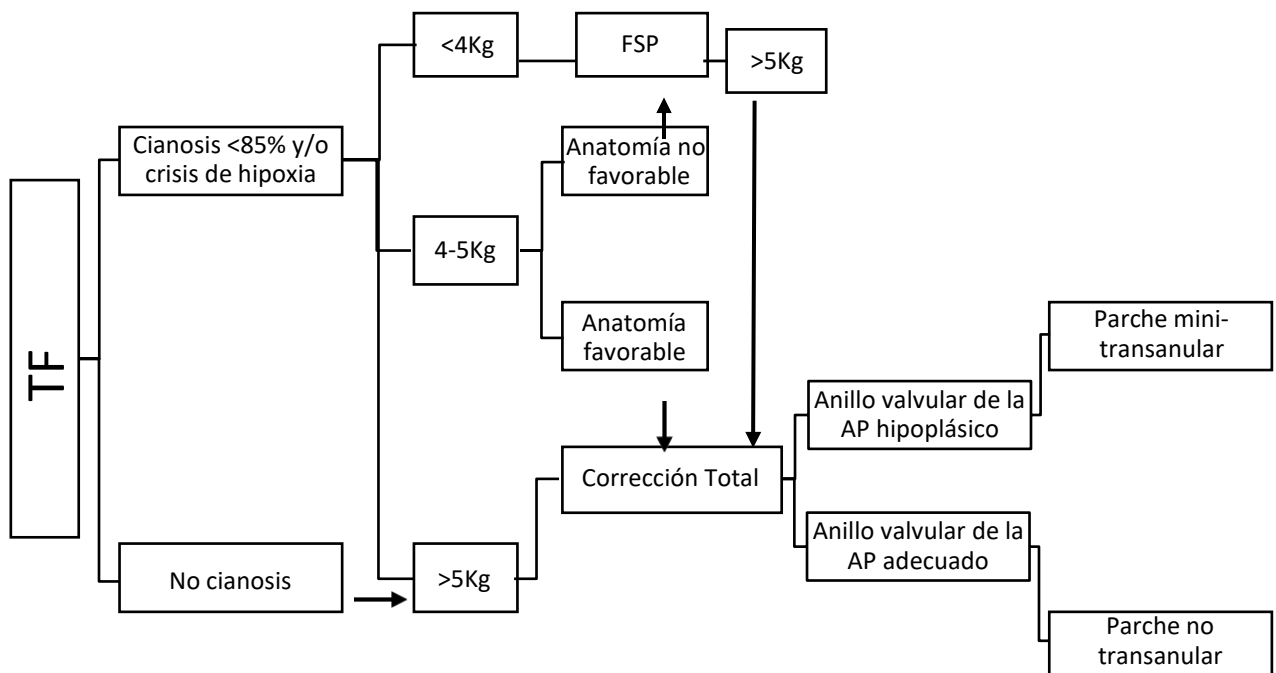 <4Kg
FSP
>5Kg
Cianosis <85% y/o
crisis de hipoxia
Anatomía no
favorable
4-5Kg
TF
Anatomía
favorable
Parche mini-
transanular
Anillo valvular de la
AP hipoplásico
Corrección Total
Anillo valvular de la
AP adecuado
No cianosis
>5Kg
Parche no
transanular